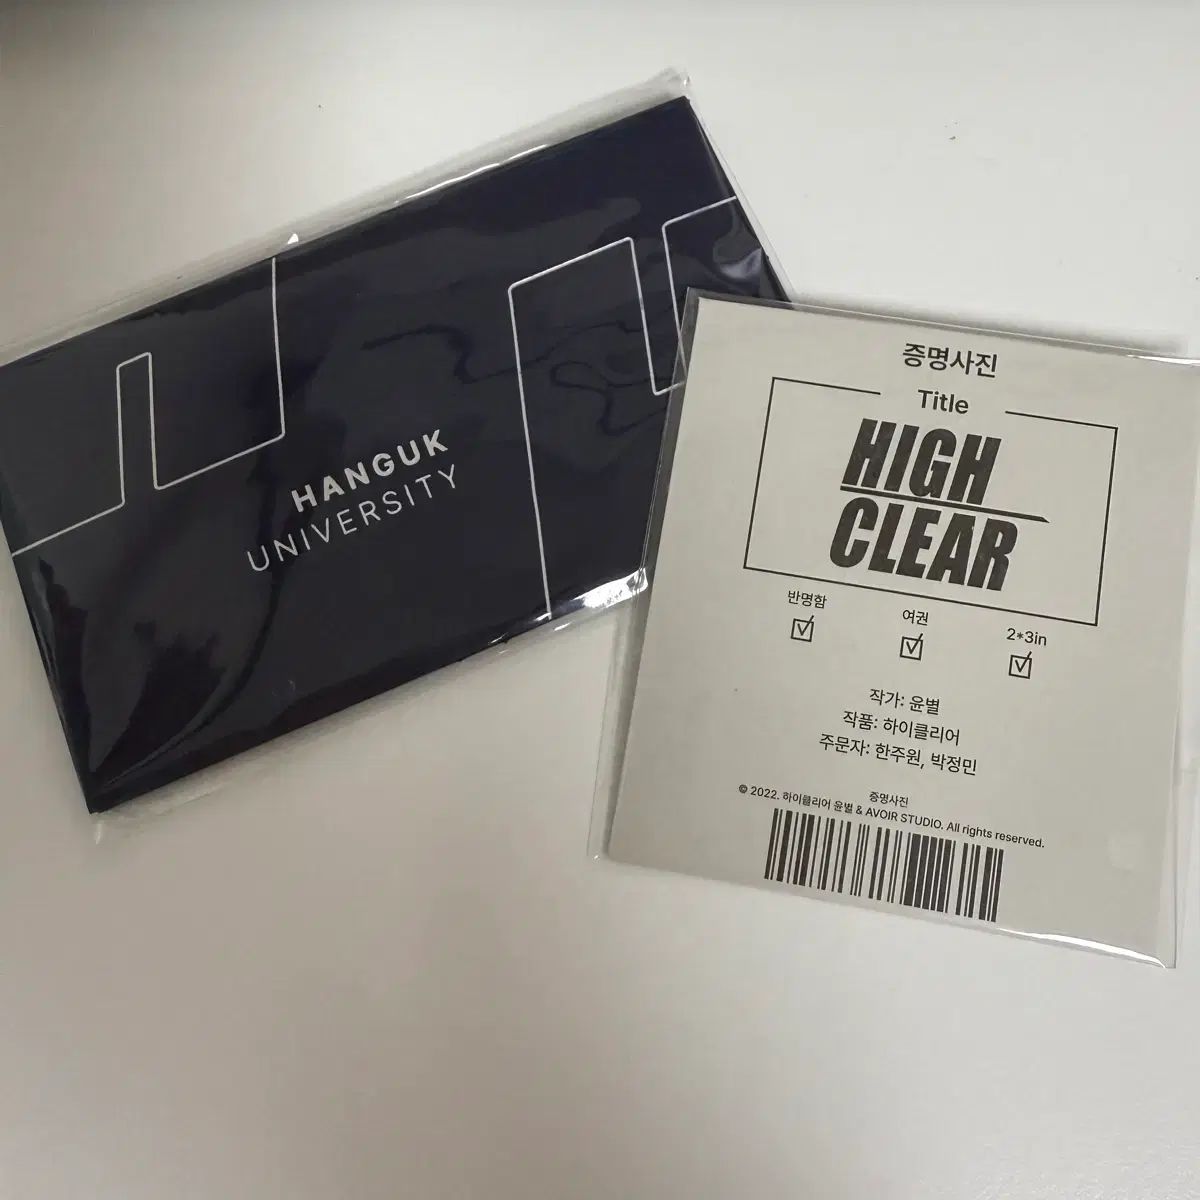 HANGUK
UNIVERSITY
증명사진
Title
HIGH
CLEAR
반명함 여권 2*3in
작가: 윤별
작품: 하이클리어
주문자: 한주원, 박정민
증명사진
© 2022. 하이클리어 윤별 & AVOIR STUDIO. All rights reserved.